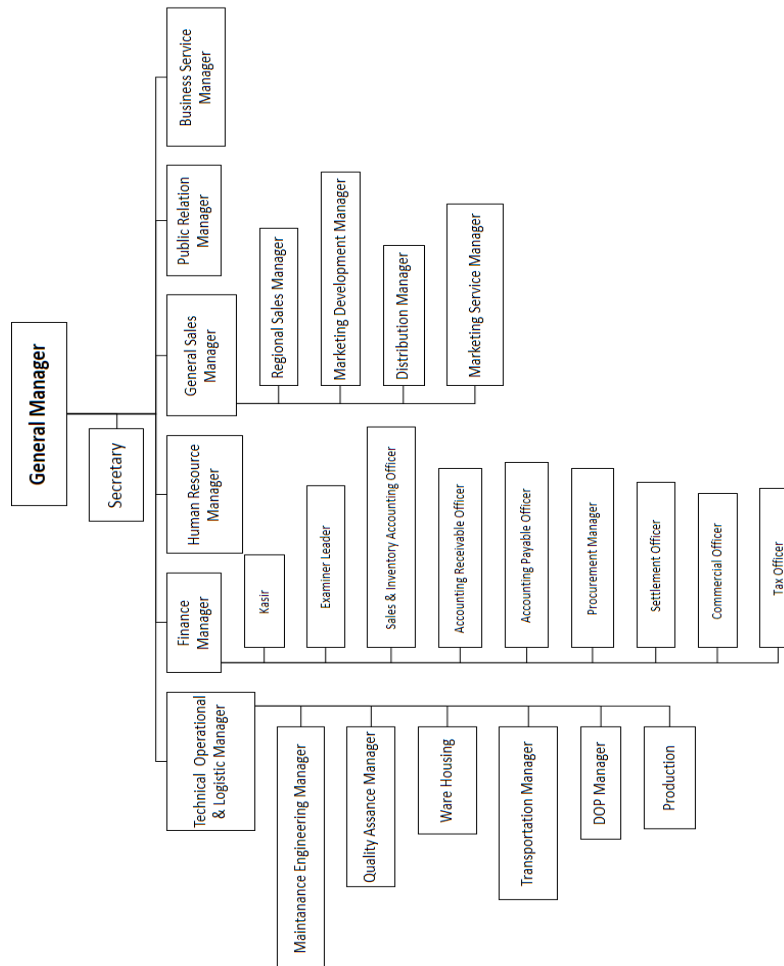 General Manager
Secretary
Technical Operational
& Logistic Manager
Finance
Manager
Human Resource
Manager
General Sales
Manager
Public Relation
Manager
Business Service
Manager
Maintanance Engineering Manager
Quality Assance Manager
Ware Housing
Transportation Manager
DOP Manager
Production
Kasir
Examiner Leader
Sales & Inventory Accounting Officer
Accounting Receivable Officer
Accounting Payable Officer
Procurement Manager
Settlement Officer
Commercial Officer
Tax Officer
Regional Sales Manager
Marketing Development Manager
Distribution Manager
Marketing Service Manager